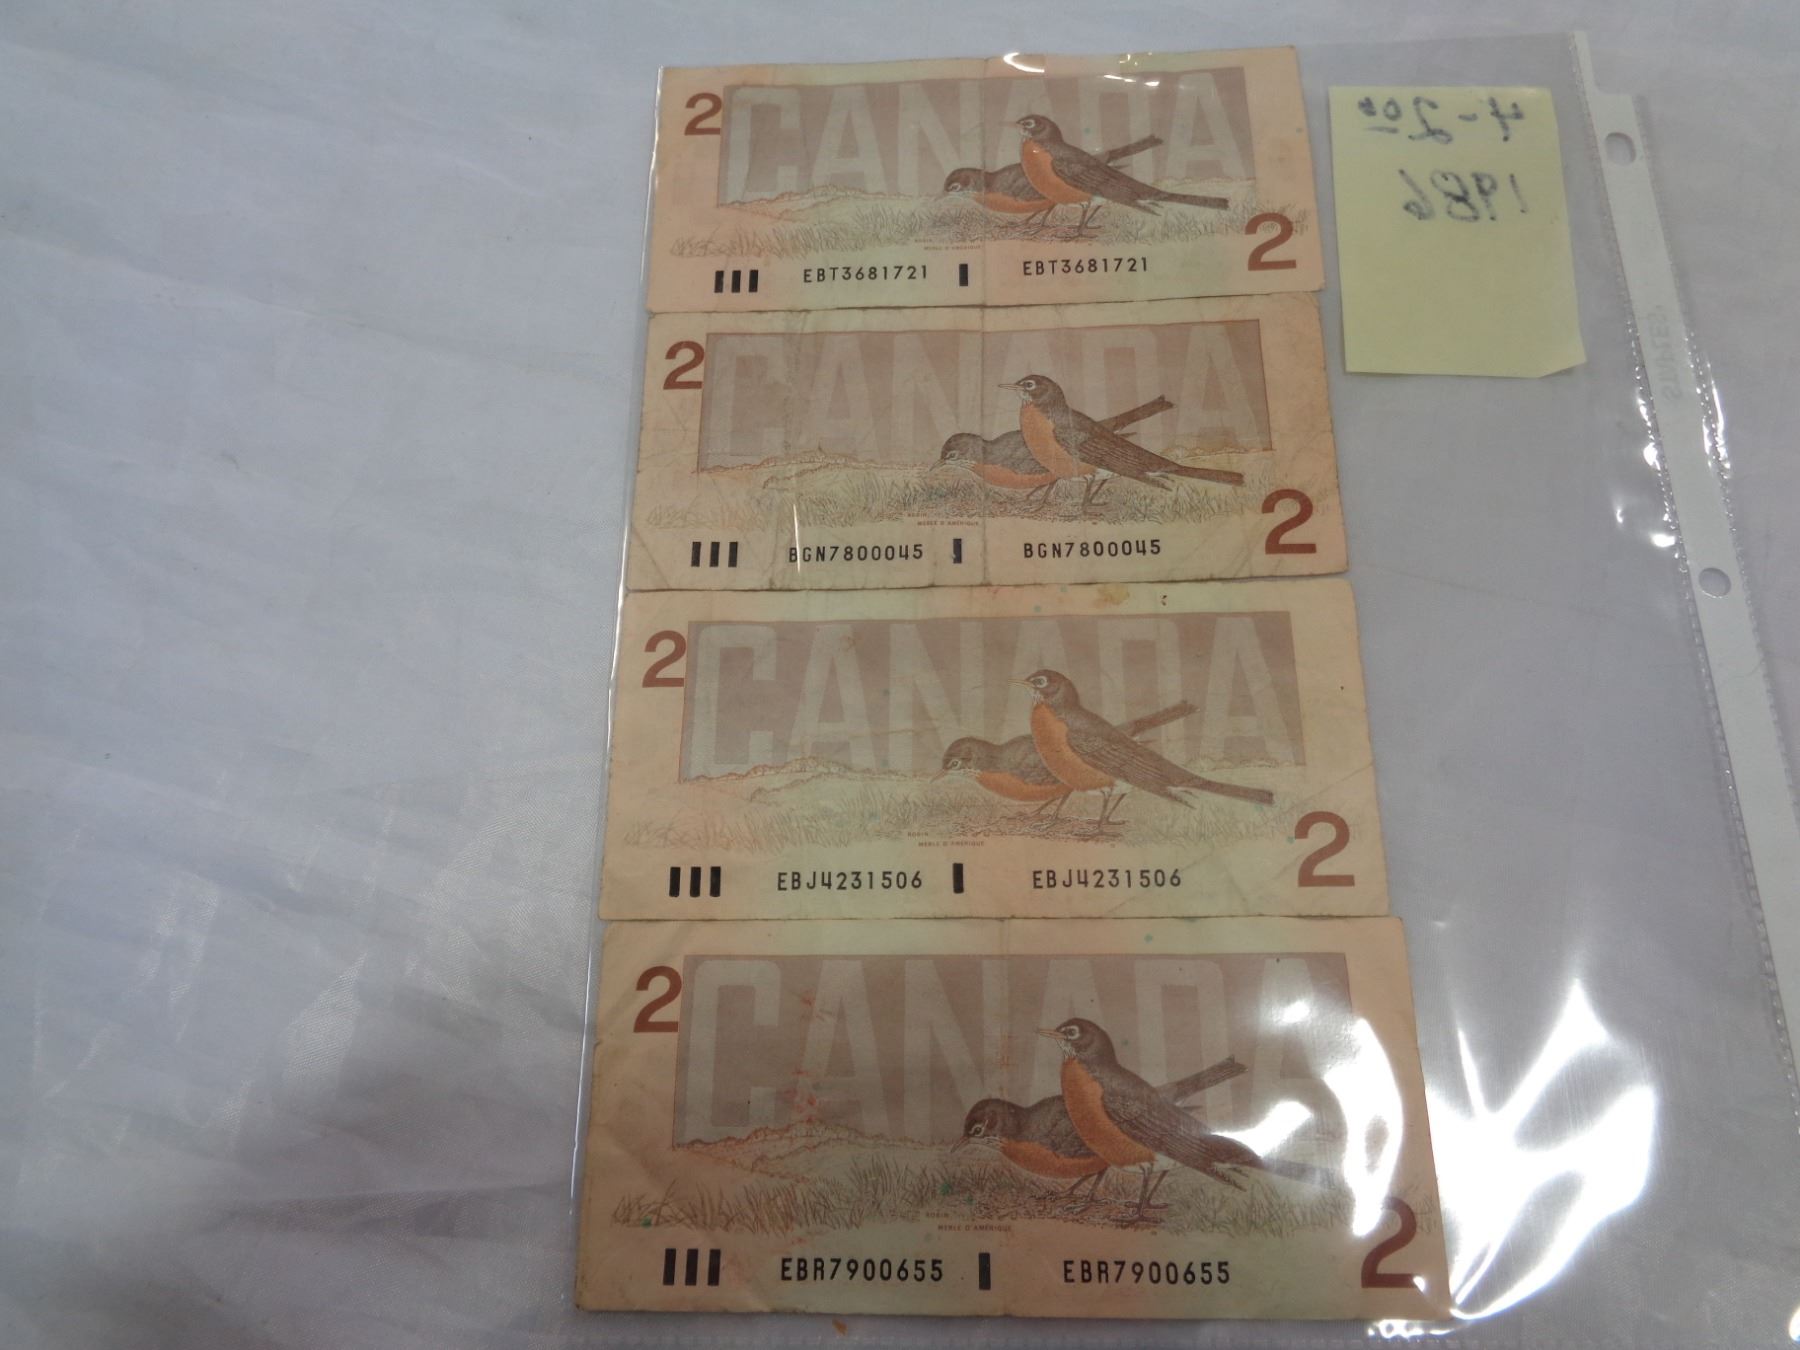 2 CANADA
ROBIN
MERLE D'AMÉRIQUE
2
EBT3681721 EBT3681721
2 CANADA
ROBIN
MERLE D'AMÉRIQUE
2
BGN7800045 BGN7800045
2 CANADA
ROBIN
MERLE D'AMÉRIQUE
2
EBJ4231506 EBJ4231506
2 CANADA
ROBIN
MERLE D'AMÉRIQUE
2
EBR7900655 EBR7900655
4-2.00
1986